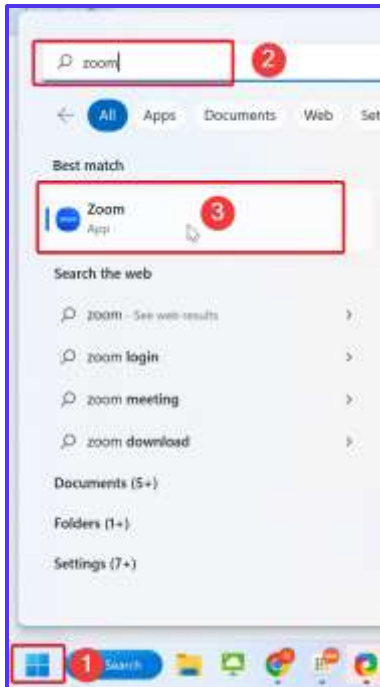 zoom
2
All Apps Documents Web Set
Best match
Zoom
App
3
Search the web
zoom - See web results
zoom login
zoom meeting
zoom download
Documents (5+)
Folders (1+)
Settings (7+)
1 Search